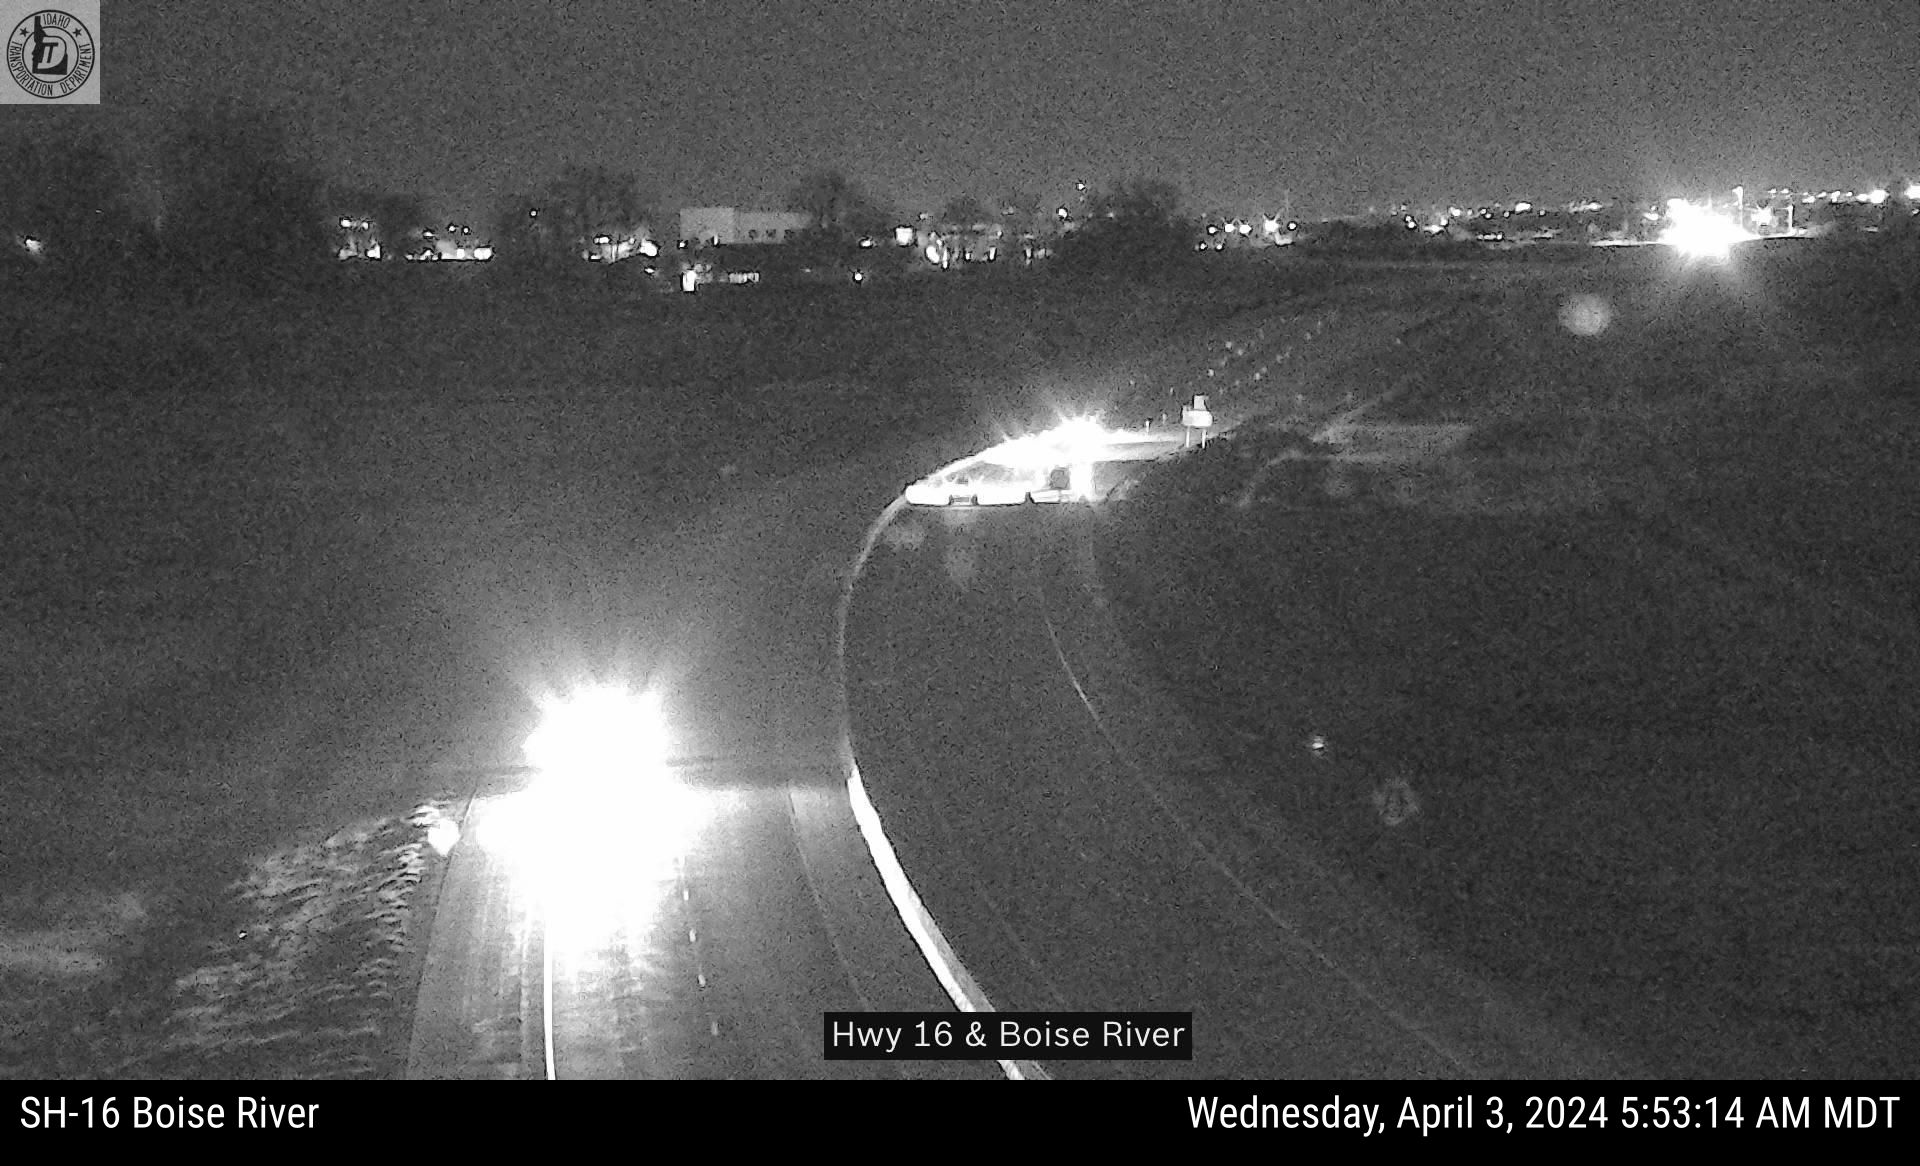 IDAHO
TRANSPORTATION DEPARTMENT
Hwy 16 & Boise River
SH-16 Boise River
Wednesday, April 3, 2024 5:53:14 AM MDT